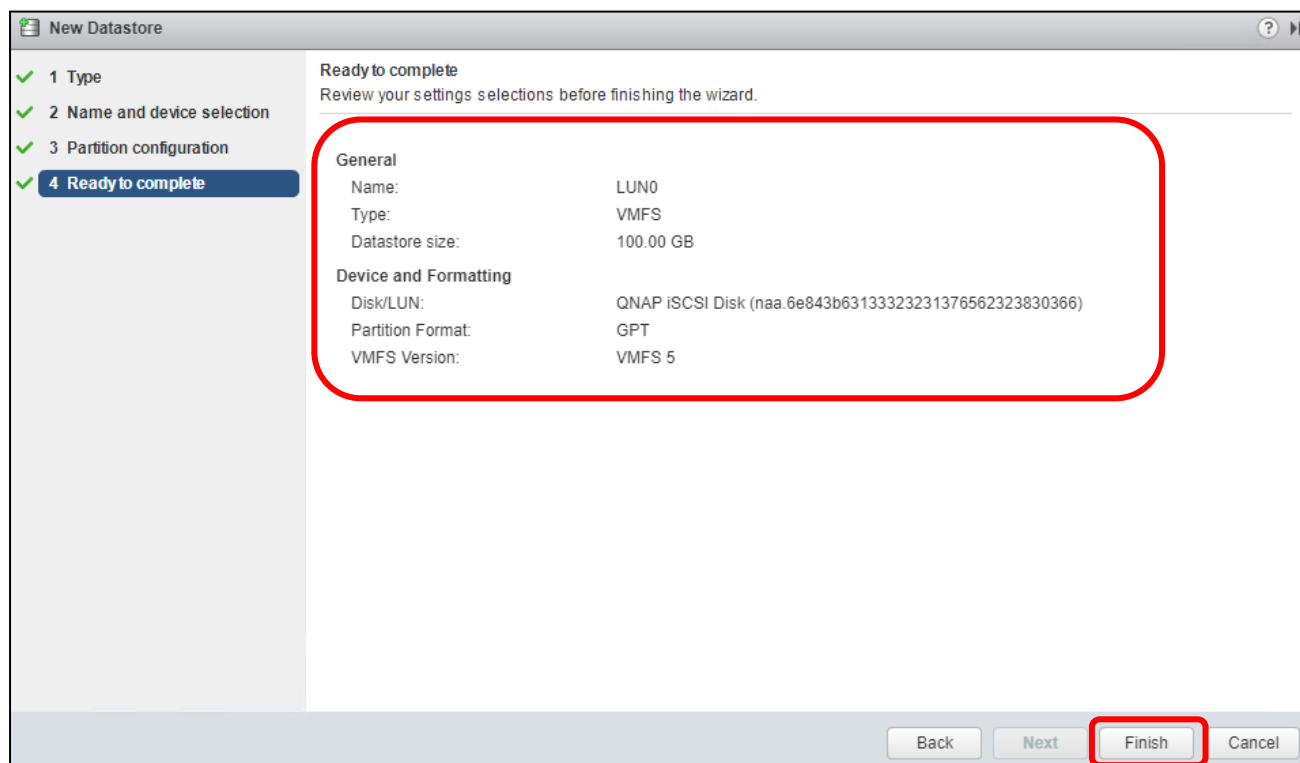 New Datastore
?
1 Type
2 Name and device selection
3 Partition configuration
4 Ready to complete
Ready to complete
Review your settings selections before finishing the wizard.
General
Name: LUN0
Type: VMFS
Datastore size: 100.00 GB
Device and Formatting
Disk/LUN: QNAP iSCSI Disk (naa.6e843b63133323231376562323830366)
Partition Format: GPT
VMFS Version: VMFS 5
Back Next Finish Cancel